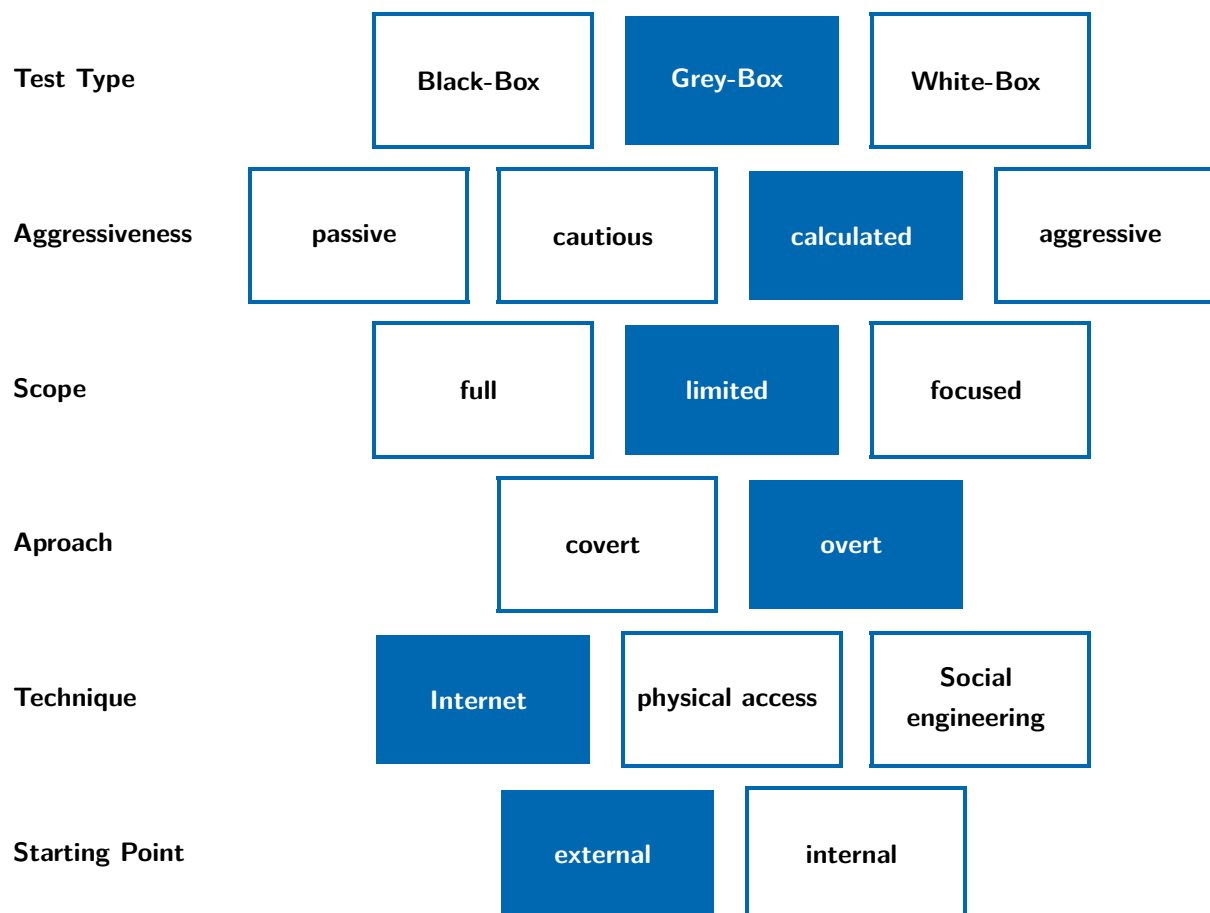 Test Type Black-Box Grey-Box White-Box
Aggressiveness passive cautious calculated aggressive
Scope full limited focused
Aproach covert overt
Technique Internet physical access Social
engineering
Starting Point external internal